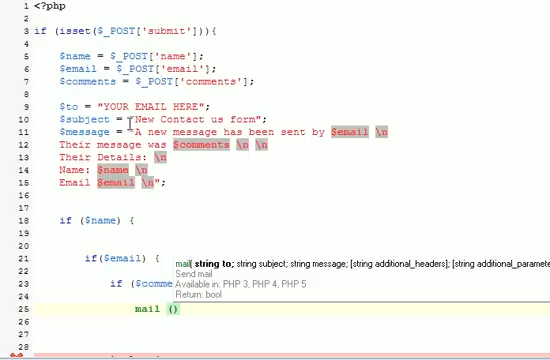 1 <?php
2
3 if (isset($_POST['submit'])){
4
5 $name = $_POST['name'];
6 $email = $_POST['email'];
7 $comments = $_POST['comments'];
8
9 $to = "YOUR EMAIL HERE";
10 $subject = "New Contact us form";
11 $message = "A new message has been sent by $email \n
12 Their message was $comments \n \n
13 Their Details: \n
14 Name: $name \n
15 Email $email \n";
16
17
18 if ($name) {
19
20
21 if($email) {
mail( string to; string subject; string message; [string additional_headers]; [string additional_paramete
22
Send mail
23 if ($comme
Available in: PHP 3, PHP 4, PHP 5
24
Return: bool
25 mail ()
26
27
28